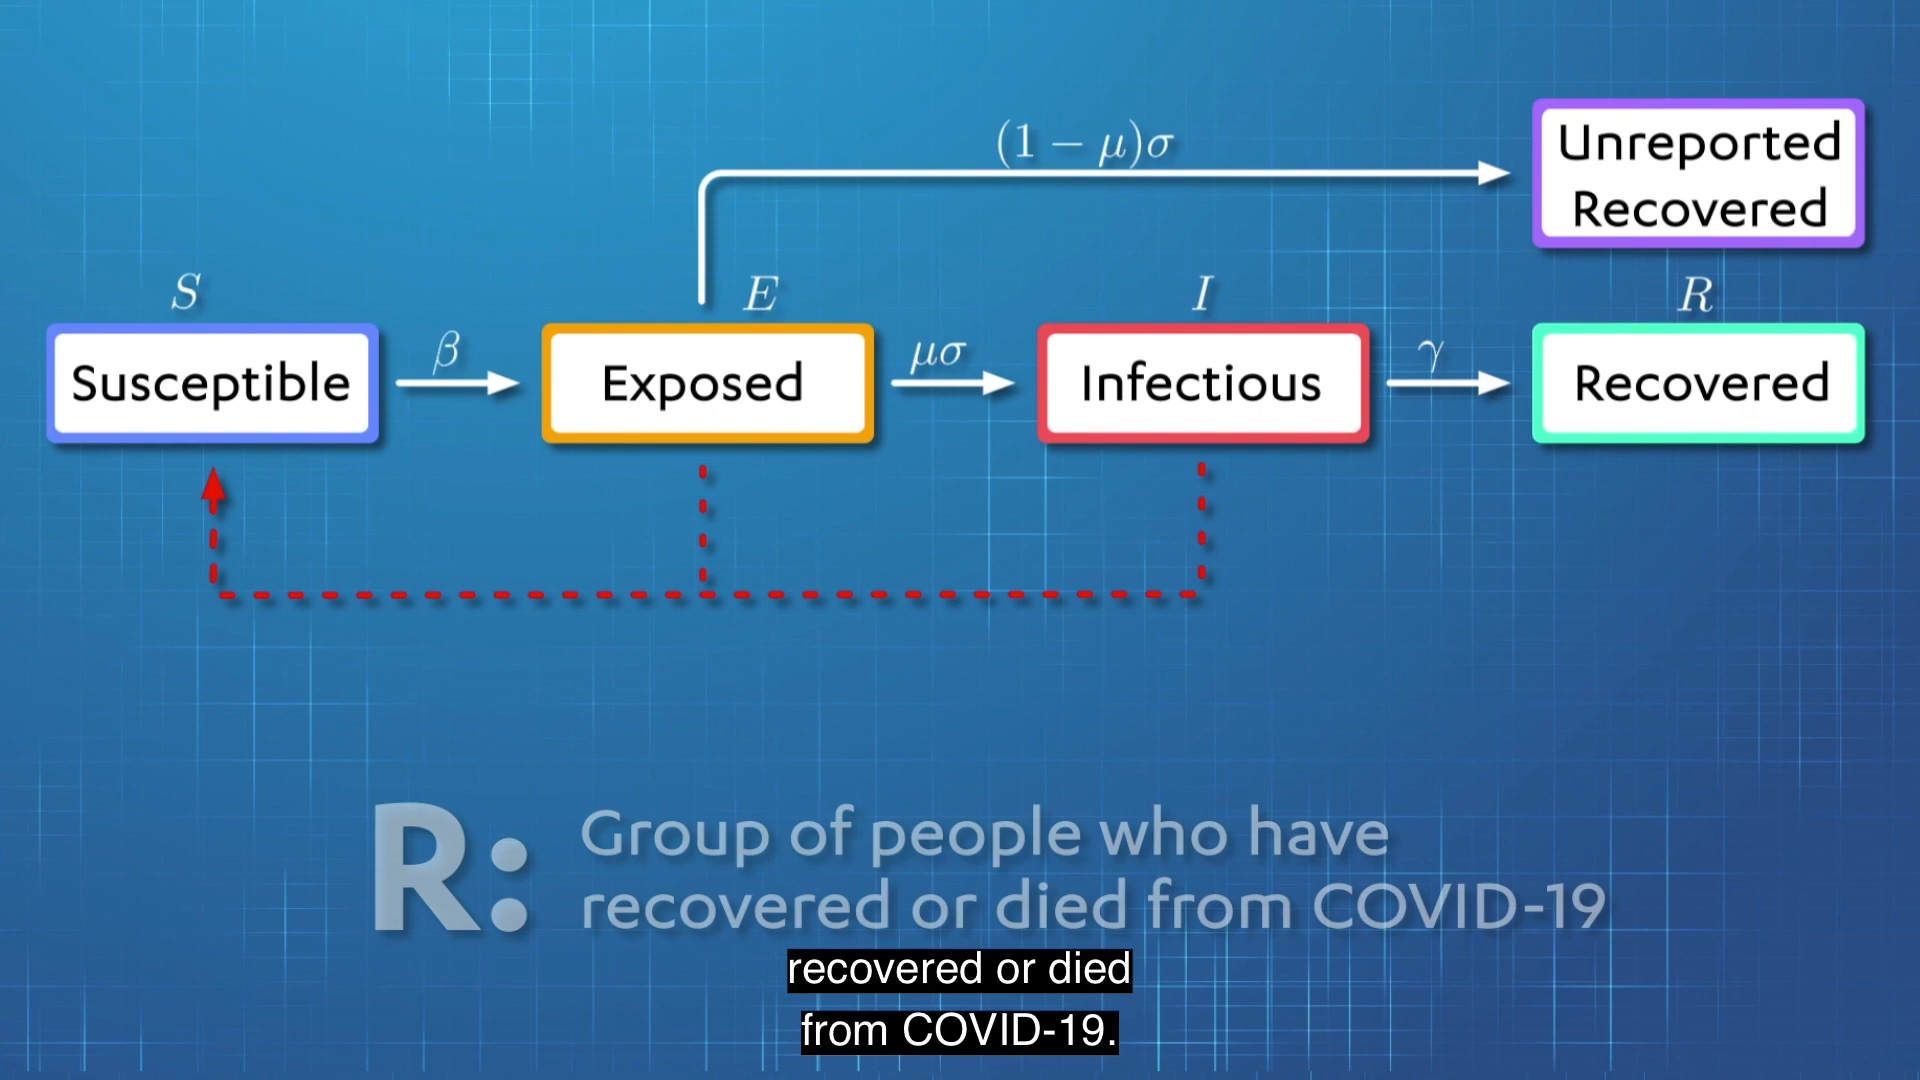 (1 − μ)σ
Unreported
Recovered
S
E
I
R
β
μσ
γ
Susceptible
Exposed
Infectious
Recovered
R: Group of people who have
recovered or died from COVID-19
recovered or died
from COVID-19.